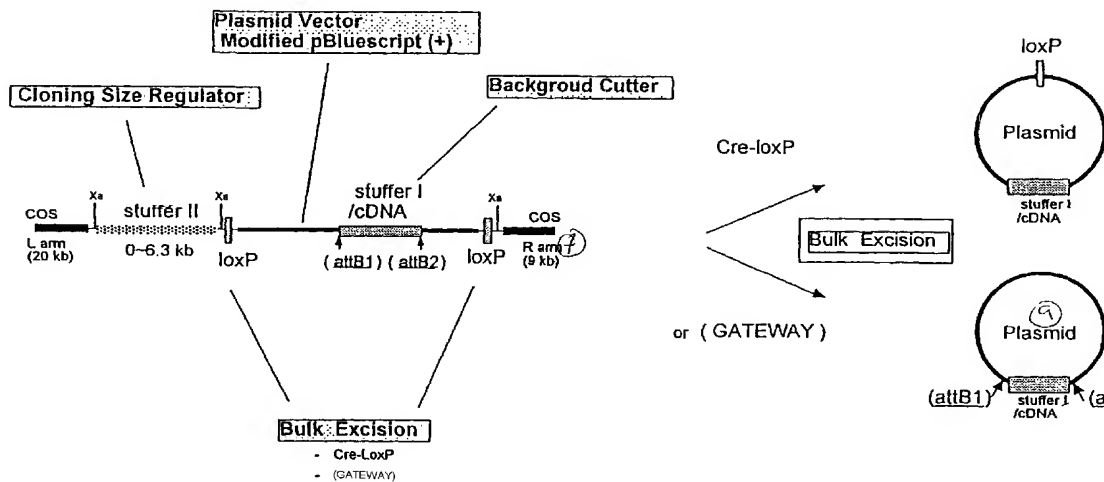 Plasmid Vector
Modified pBluescript (+)
Cloning Size Regulator
Backgroud Cutter
Xa
stuffer II
Xa
stuffer I
/cDNA
Xa
COS
COS
L arm
(20 kb)
0~6.3 kb
loxP
(attB1) (attB2)
loxP
R arm
(9 kb)
7
Bulk Excision
- Cre-LoxP
- (GATEWAY)
Cre-loxP
Bulk Excision
or (GATEWAY)
loxP
Plasmid
stuffer I
/cDNA
9
Plasmid
(attB1)
stuffer I
/cDNA
(a